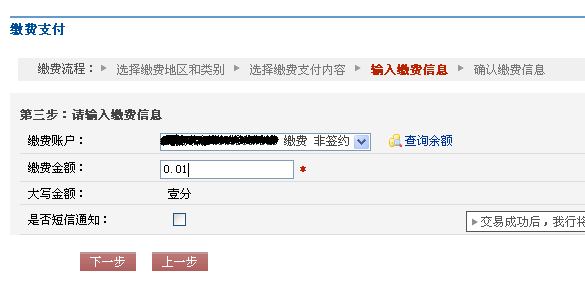 缴费支付
缴费流程： 选择缴费地区和类别 选择缴费支付内容 输入缴费信息 确认缴费信息
第三步：请输入缴费信息
缴费账户： 缴费 非签约 查询余额
缴费金额： 0.01 *
大写金额： 壹分
是否短信通知： 交易成功后，我行将
下一步 上一步